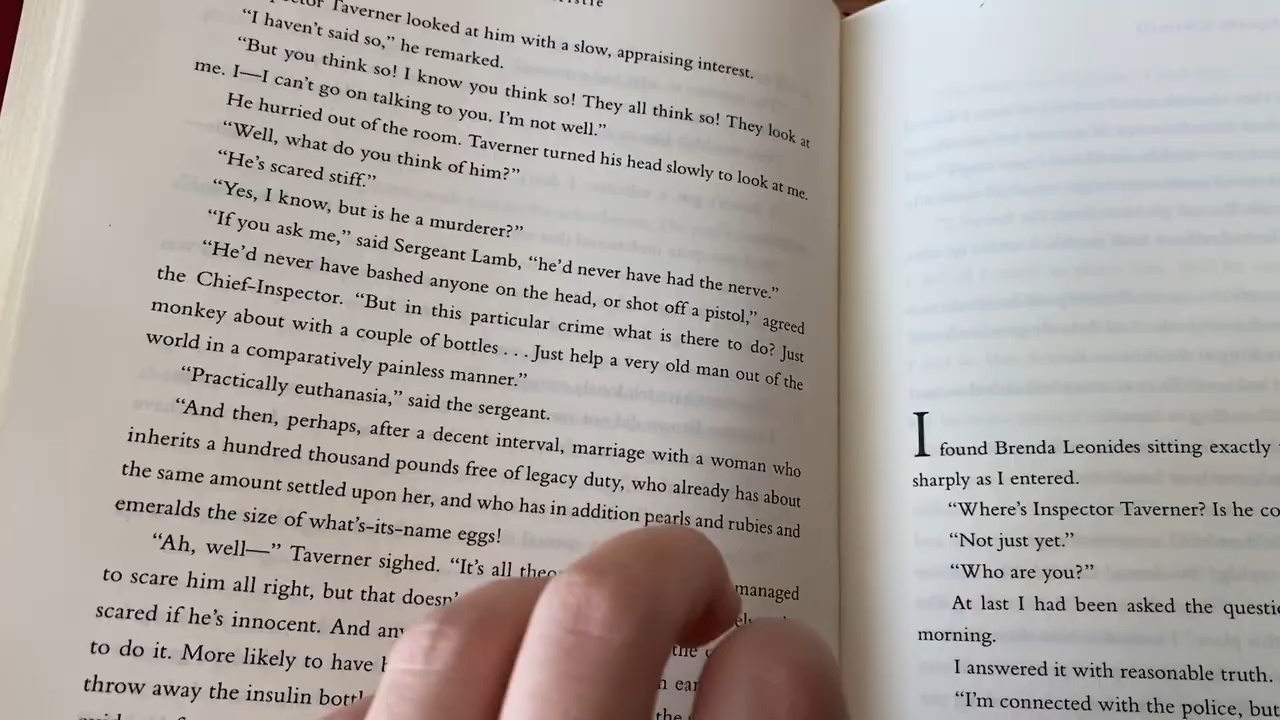 Taverner looked at him with a slow, appraising interest.
“I haven’t said so,” he remarked.
“But you think so! I know you think so! They all think so! They look at
me. I—I can’t go on talking to you. I’m not well.”
He hurried out of the room. Taverner turned his head slowly to look at me.
“Well, what do you think of him?”
“He’s scared stiff.”
“Yes, I know, but is he a murderer?”
“If you ask me,” said Sergeant Lamb, “he’d never have had the nerve.”
“He’d never have bashed anyone on the head, or shot off a pistol,” agreed
the Chief-Inspector. “But in this particular crime what is there to do? Just
monkey about with a couple of bottles . . . Just help a very old man out of the
world in a comparatively painless manner.”
“Practically euthanasia,” said the sergeant.
“And then, perhaps, after a decent interval, marriage with a woman who
inherits a hundred thousand pounds free of legacy duty, who already has about
the same amount settled upon her, and who has in addition pearls and rubies and
emeralds the size of what’s-its-name eggs!
“Ah, well—” Taverner sighed. “It’s all managed
to scare him all right, but that
scared if he’s innocent. And
to do it. More likely to have the
throw away the insulin
the
I found Brenda Leonides sitting exactly
sharply as I entered.
“Where’s Inspector Taverner? Is he
“Not just yet.”
“Who are you?”
At last I had been asked the
morning.
I answered it with reasonable truth.
“I’m connected with the police, but